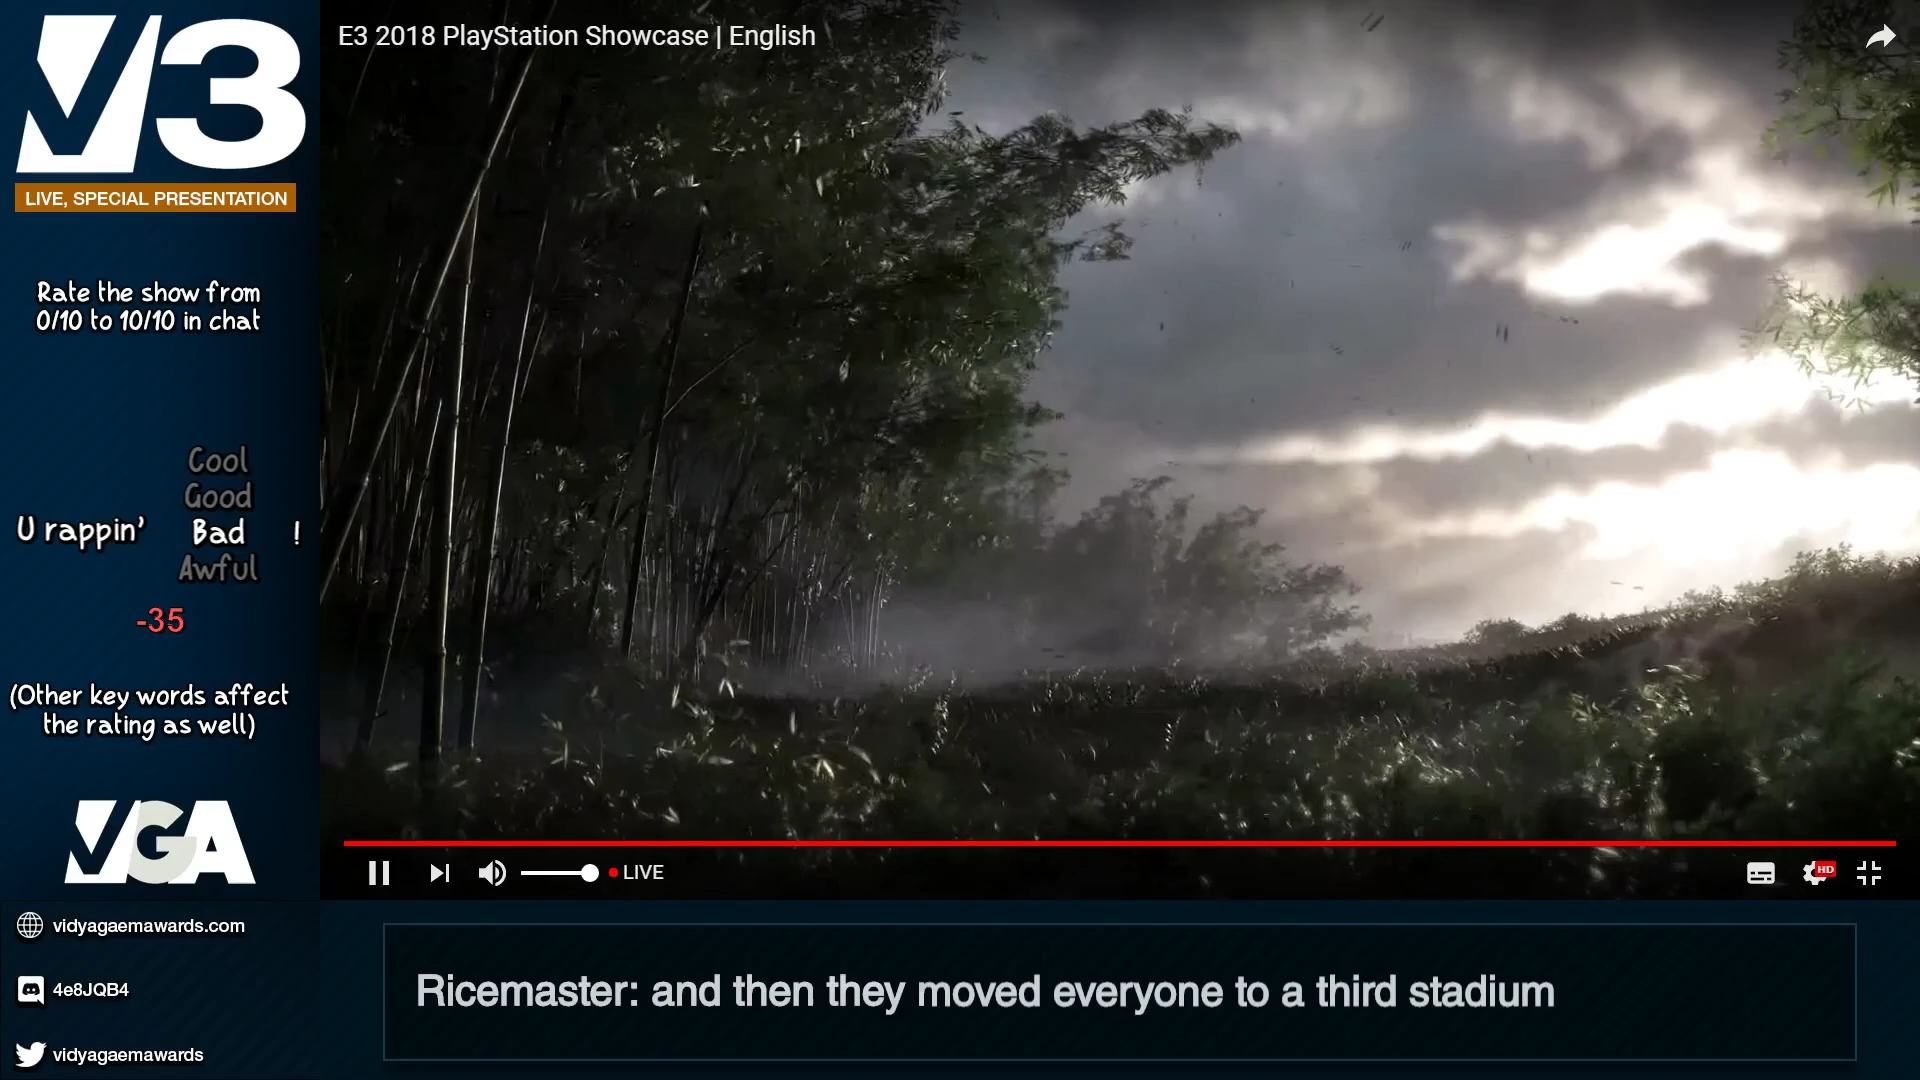 V3
LIVE, SPECIAL PRESENTATION
Rate the show from
0/10 to 10/10 in chat
Cool
Good
U rappin' Bad !
Awful
-35
(Other key words affect
the rating as well)
VGA
vidyagaemawards.com
4e8JQB4
vidyagaemawards
E3 2018 PlayStation Showcase | English
LIVE
HD
Ricemaster: and then they moved everyone to a third stadium